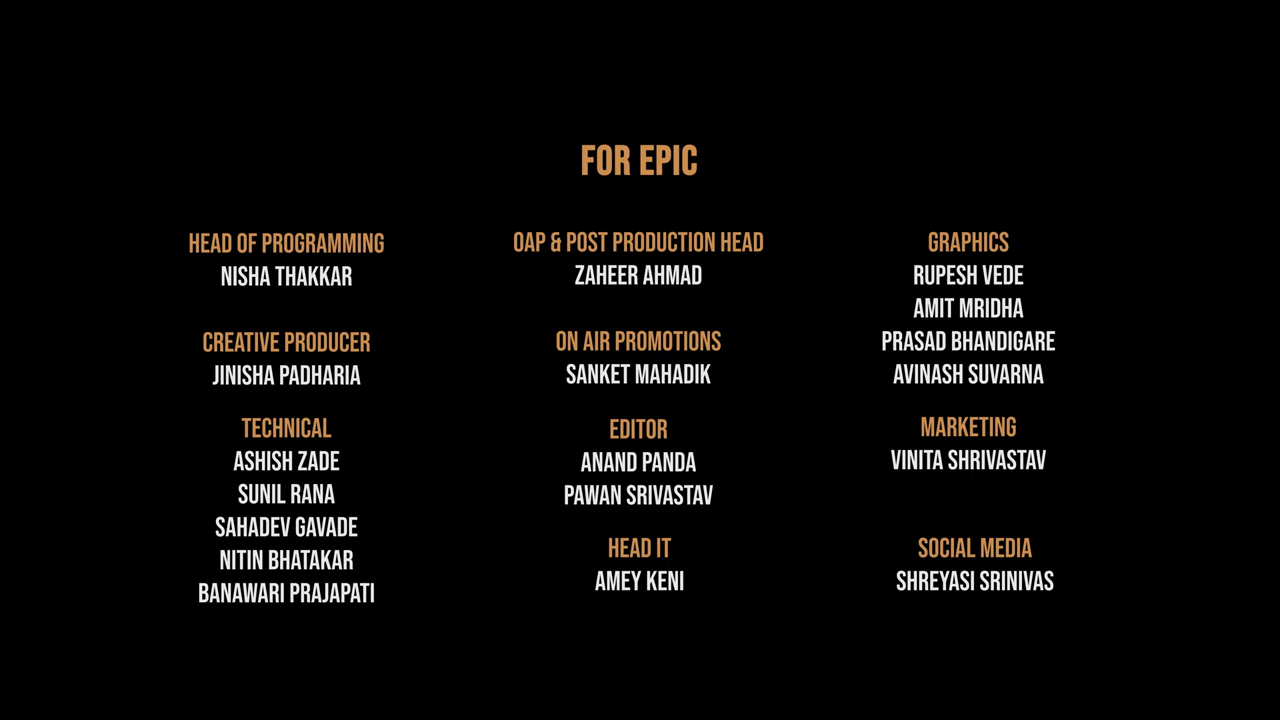 FOR EPIC
HEAD OF PROGRAMMING
NISHA THAKKAR
CREATIVE PRODUCER
JINISHA PADHARIA
TECHNICAL
ASHISH ZADE
SUNIL RANA
SAHADEV GAVADE
NITIN BHATAKAR
BANAWARI PRAJAPATI
OAP & POST PRODUCTION HEAD
ZAHEER AHMAD
ON AIR PROMOTIONS
SANKET MAHADIK
EDITOR
ANAND PANDA
PAWAN SRIVASTAV
HEAD IT
AMEY KENI
GRAPHICS
RUPESH VEDE
AMIT MRIDHA
PRASAD BHANDIGARE
AVINASH SUVARNA
MARKETING
VINITA SHRIVASTAV
SOCIAL MEDIA
SHREYASI SRINIVAS